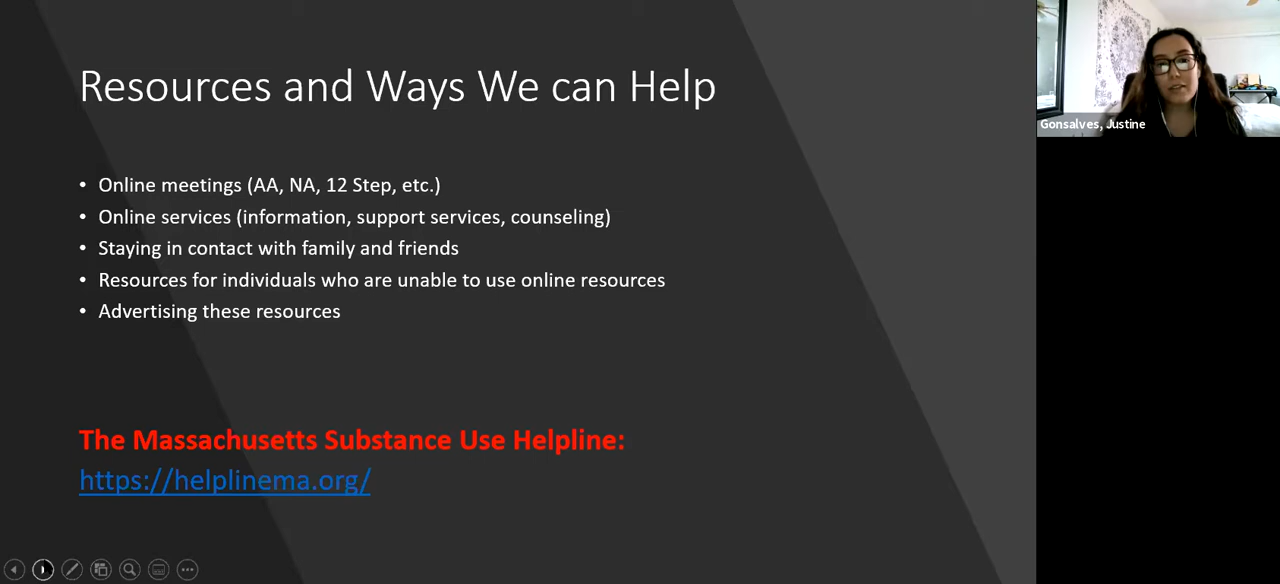 Resources and Ways We can Help
• Online meetings (AA, NA, 12 Step, etc.)
• Online services (information, support services, counseling)
• Staying in contact with family and friends
• Resources for individuals who are unable to use online resources
• Advertising these resources
The Massachusetts Substance Use Helpline:
https://helplinema.org/
Gonsalves, Justine